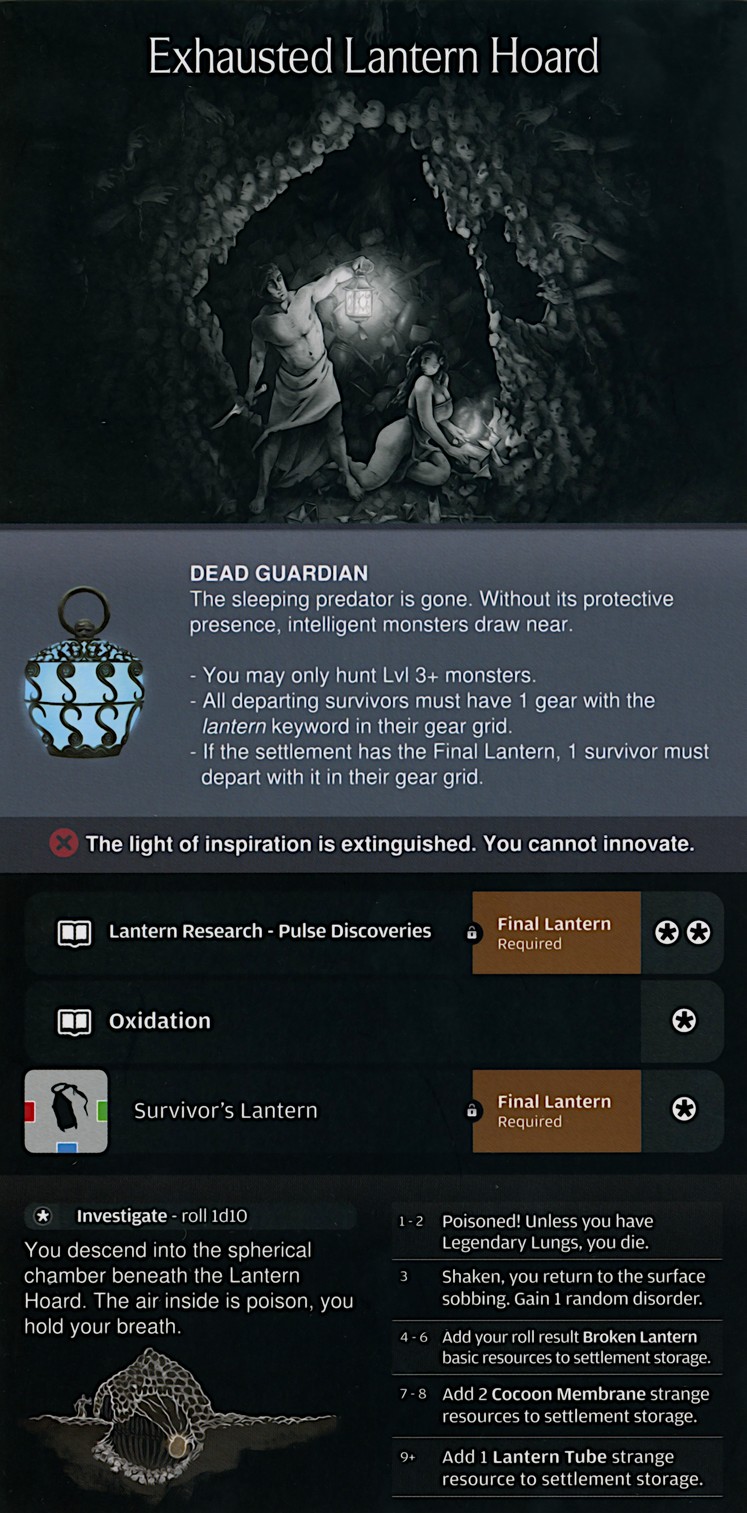 Exhausted Lantern Hoard
DEAD GUARDIAN
The sleeping predator is gone. Without its protective
presence, intelligent monsters draw near.
- You may only hunt Lvl 3+ monsters.
- All departing survivors must have 1 gear with the
lantern keyword in their gear grid.
- If the settlement has the Final Lantern, 1 survivor must
depart with it in their gear grid.
The light of inspiration is extinguished. You cannot innovate.
Lantern Research - Pulse Discoveries
Final Lantern
Required
Oxidation
Survivor's Lantern
Final Lantern
Required
Investigate - roll 1d10
You descend into the spherical
chamber beneath the Lantern
Hoard. The air inside is poison, you
hold your breath.
1 - 2 Poisoned! Unless you have
Legendary Lungs, you die.
3 Shaken, you return to the surface
sobbing. Gain 1 random disorder.
4 - 6 Add your roll result Broken Lantern
basic resources to settlement storage.
7 - 8 Add 2 Cocoon Membrane strange
resources to settlement storage.
9+ Add 1 Lantern Tube strange
resource to settlement storage.